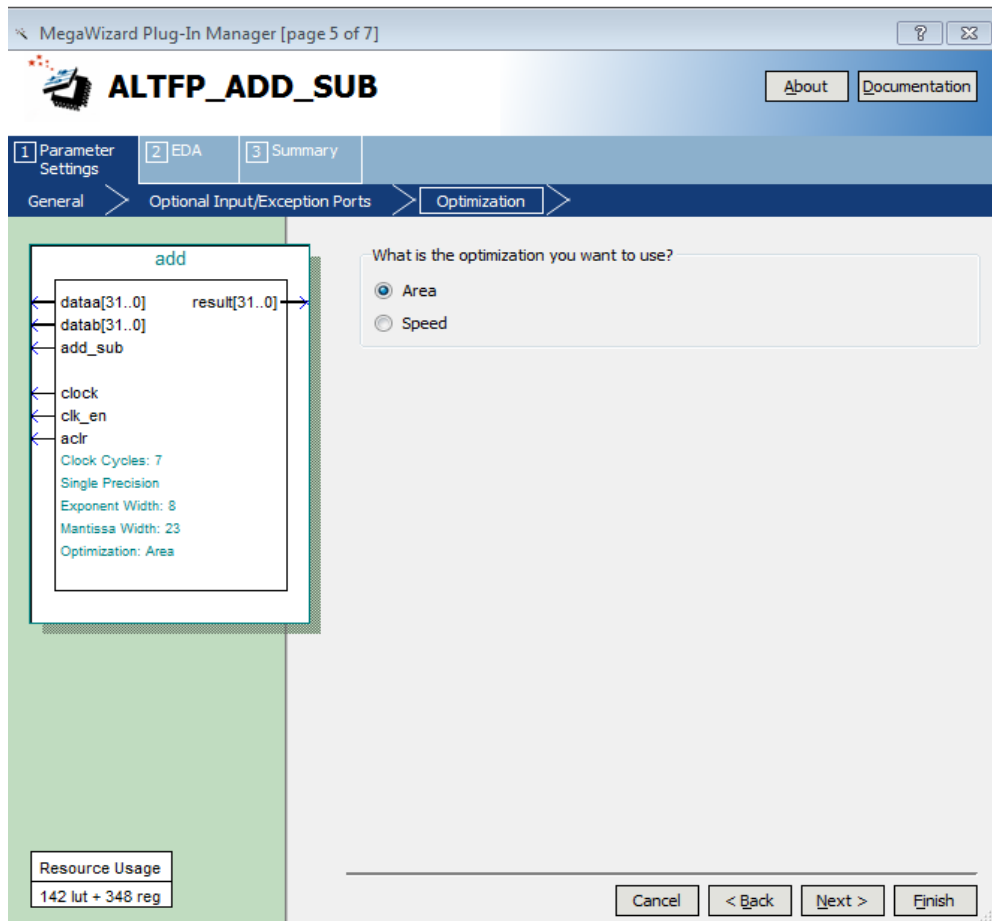 MegaWizard Plug-In Manager [page 5 of 7]
?
ALTFP_ADD_SUB
About
Documentation
1 Parameter Settings
2 EDA
3 Summary
General
Optional Input/Exception Ports
Optimization
add
dataa[31..0] result[31..0]
datab[31..0]
add_sub
clock
clk_en
aclr
Clock Cycles: 7
Single Precision
Exponent Width: 8
Mantissa Width: 23
Optimization: Area
What is the optimization you want to use?
Area
Speed
Resource Usage
142 lut + 348 reg
Cancel
< Back
Next >
Finish